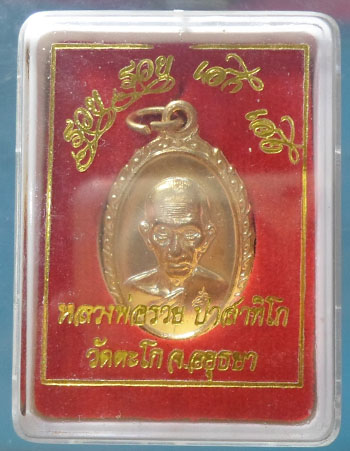 รวย รวย เฮง เฮง
หลวงพ่อรวย ปาสาทิโก
วัดตะโก จ.อยุธยา